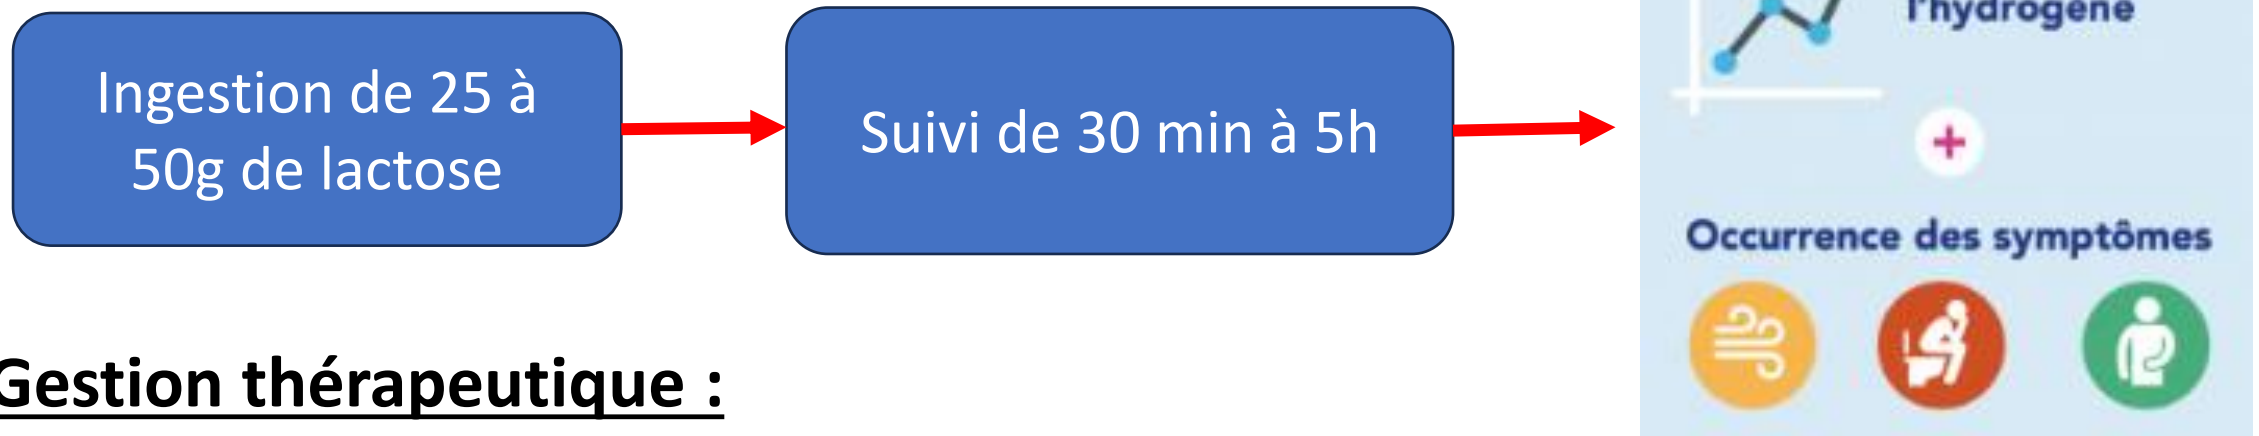 Ingestion de 25 à
50g de lactose
Suivi de 30 min à 5h
l'hydrogène
+
Occurrence des symptômes
Gestion thérapeutique :